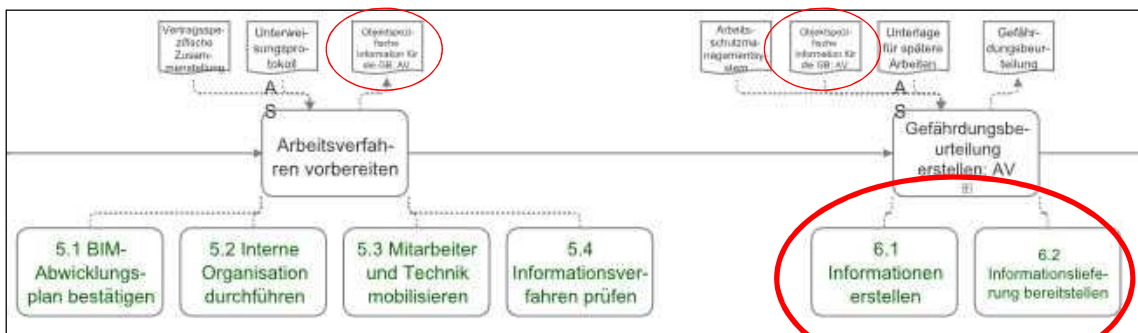 Vertragsspe-
zifische
Zusam-
menstellung
Unterwei-
sungspro-
tokoll
Objektspezi-
fische
Information für
die GB: AV
Arbeits-
schutzma-
nagementsy-
stem
Objektspezi-
fische
Information für
die GB: AV
Unterlage
für spätere
Arbeiten
Gefähr-
dungsbeur-
teilung
A
S
A
S
Arbeitsverfah-
ren vorbereiten
Gefährdungsbe-
urteilung
erstellen: AV
5.1 BIM-
Abwicklungs-
plan bestätigen
5.2 Interne
Organisation
durchführen
5.3 Mitarbeiter
und Technik
mobilisieren
5.4
Informationsver-
fahren prüfen
6.1
Informationen
erstellen
6.2
Informationsliefe-
rung bereitstellen